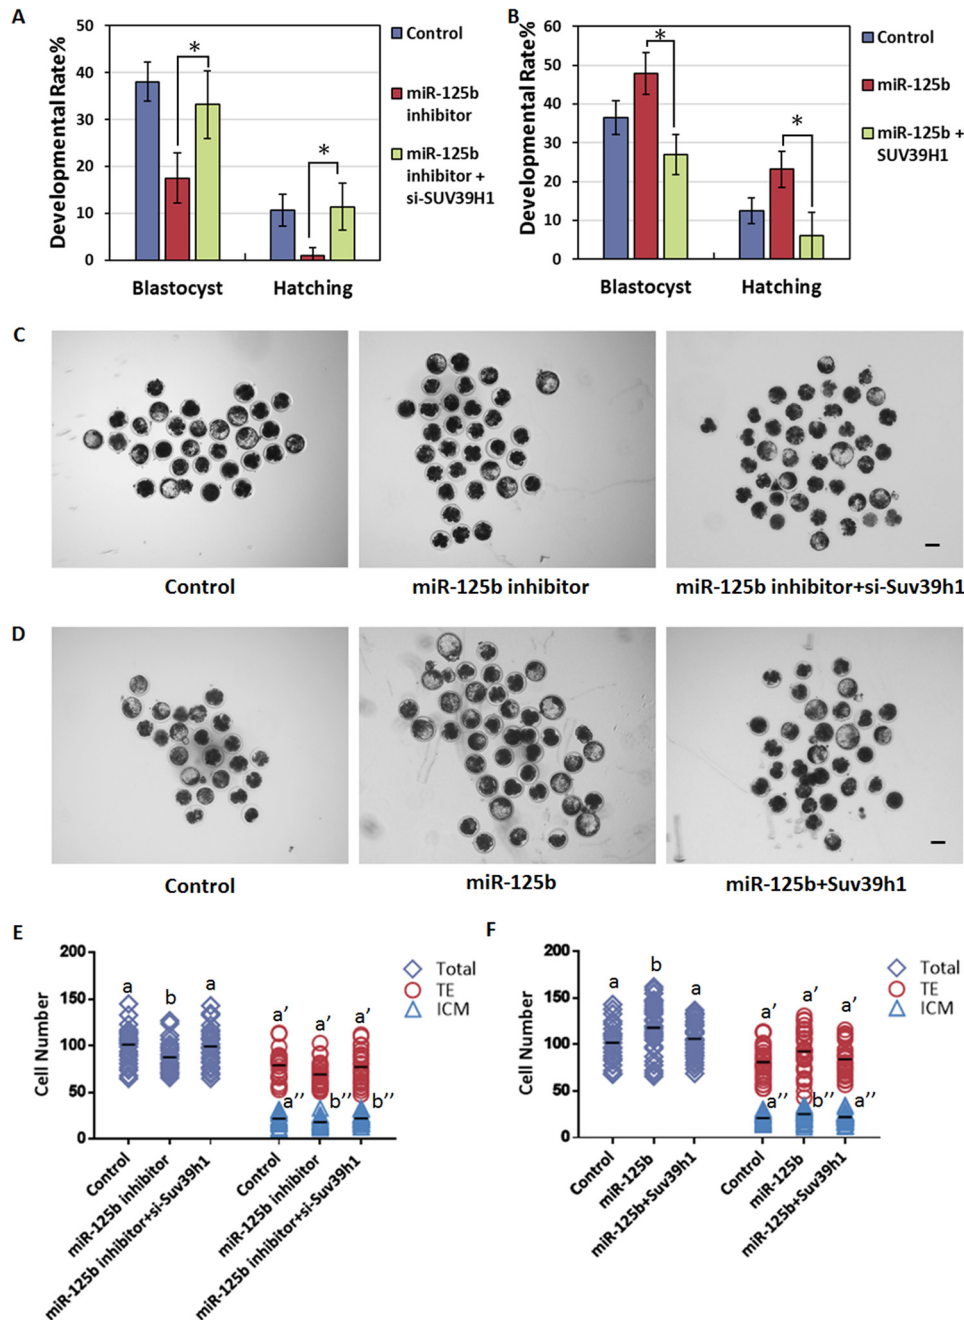 A
Developmental Rate%
50
40
30
20
10
0
*
*
Blastocyst
Hatching
Control
miR-125b
inhibitor
miR-125b
inhibitor +
si-SUV39H1
B
Developmental Rate%
60
50
40
30
20
10
0
*
*
Blastocyst
Hatching
Control
miR-125b
miR-125b +
SUV39H1
C
Control
miR-125b inhibitor
miR-125b inhibitor+si-Suv39h1
D
Control
miR-125b
miR-125b+Suv39h1
E
Cell Number
200
150
100
50
0
a
b
a
a’
a’
a’
a’’
b’’
b’’
Total
TE
ICM
Control
miR-125b inhibitor
miR-125b inhibitor+si-Suv39h1
Control
miR-125b inhibitor
miR-125b inhibitor+si-Suv39h1
F
Cell Number
200
150
100
50
0
a
b
a
a’
a’
a’
a’’
b’’
a’’
Total
TE
ICM
Control
miR-125b
miR-125b+Suv39h1
Control
miR-125b
miR-125b+Suv39h1